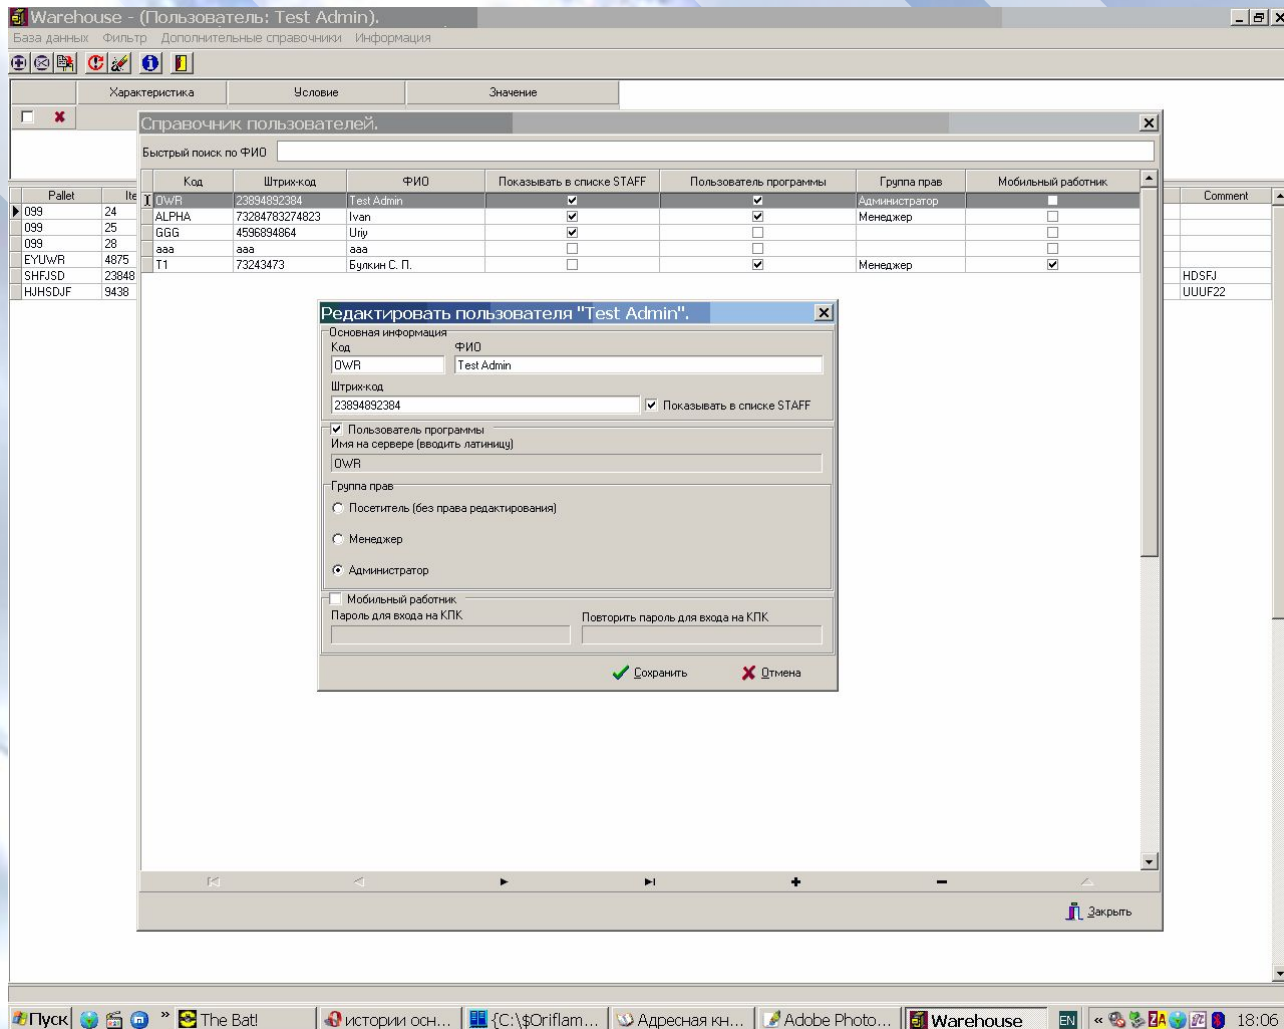 Warehouse - (Пользователь: Test Admin).
База данных Фильтр Дополнительные справочники Информация
Характеристика Условие Значение
Справочник пользователей.
Быстрый поиск по ФИО
Код Штрих-код ФИО Показывать в списке STAFF Пользователь программы Группа прав Мобильный работник
OWR 23894892384 Test Admin Администратор
ALPHA 73284783274823 Ivan Менеджер
GGG 4596894864 Uriy
aaa aaa aaa
T1 73243473 Булкин С. П. Менеджер
Pallet Ite Comment
099 24
099 25
099 28
EYUWR 4875
SHFJSD 23848 HDSFJ
HJHSDJF 9438 UUUF22
Редактировать пользователя "Test Admin".
Основная информация
Код ФИО
OWR Test Admin
Штрих-код
23894892384 Показывать в списке STAFF
Пользователь программы
Имя на сервере (вводить латиницу)
OWR
Группа прав
Посетитель (без права редактирования)
Менеджер
Администратор
Мобильный работник
Пароль для входа на КПК Повторить пароль для входа на КПК
Сохранить Отмена
Закрыть
Пуск » The Bat! истории осн... {C:\$Oriflam... Адресная кн... Adobe Photo... Warehouse EN « ZA 18:06